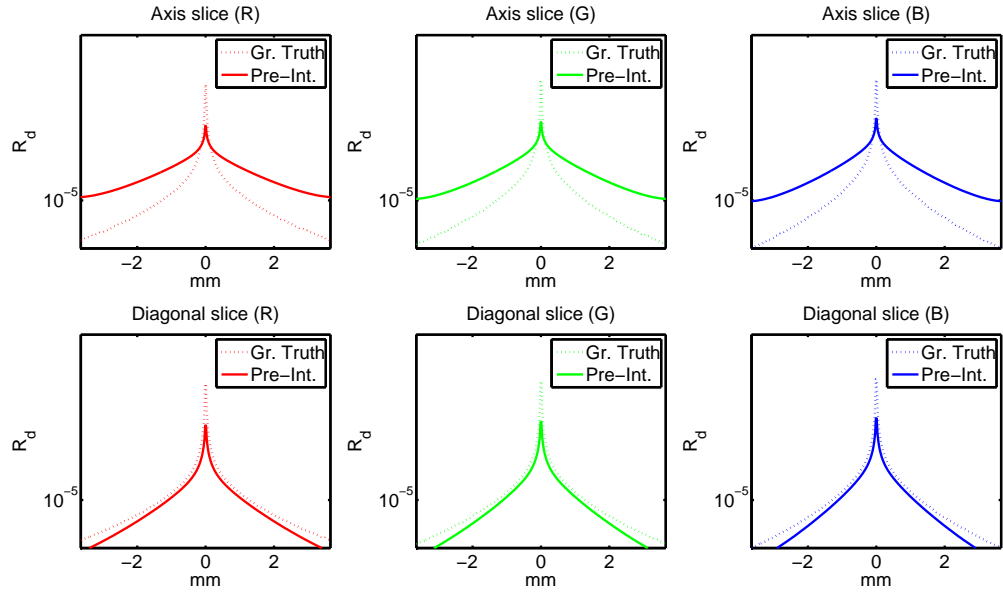 Axis slice (R)
Gr. Truth
Pre-Int.
R_d
10^-5
-2
0
2
mm
Axis slice (G)
Gr. Truth
Pre-Int.
R_d
10^-5
-2
0
2
mm
Axis slice (B)
Gr. Truth
Pre-Int.
R_d
10^-5
-2
0
2
mm
Diagonal slice (R)
Gr. Truth
Pre-Int.
R_d
10^-5
-2
0
2
mm
Diagonal slice (G)
Gr. Truth
Pre-Int.
R_d
10^-5
-2
0
2
mm
Diagonal slice (B)
Gr. Truth
Pre-Int.
R_d
10^-5
-2
0
2
mm